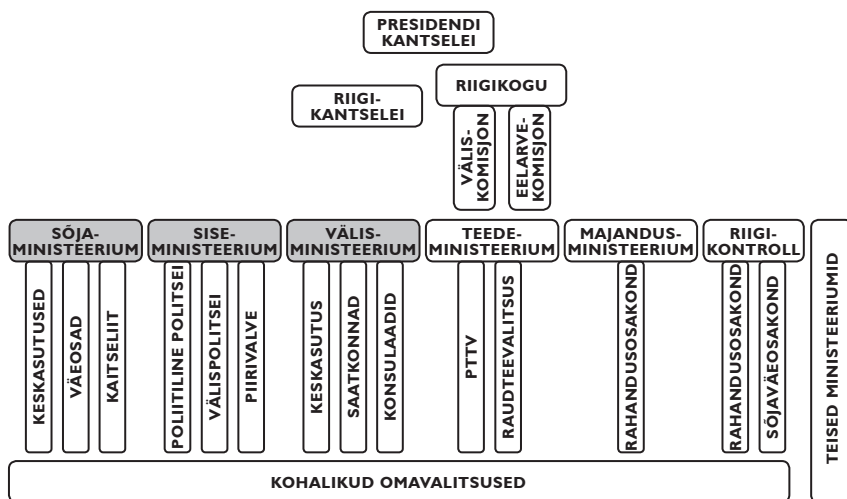 PRESIDENDI
KANTSELEI
RIIGIKOGU
RIIGI-
KANTSELEI
VÄLIS-
KOMISJON
EELARVE-
KOMISJON
SÕJA-
MINISTEERIUM
SISE-
MINISTEERIUM
VÄLIS-
MINISTEERIUM
TEEDE-
MINISTEERIUM
MAJANDUS-
MINISTEERIUM
RIIGI-
KONTROLL
TEISED MINISTEERIUMID
KESKASUTUSED
VÄEOSAD
KAITSELIIT
POLIITILINE POLITSEI
VÄLISPOLITSEI
PIIRIVALVE
KESKASUTUS
SAATKONNAD
KONSULAADID
PTTV
RAUDTEEVALITSUS
RAHANDUSOSAKOND
RAHANDUSOSAKOND
SÕJAVÄEOSAKOND
KOHALIKUD OMAVALITSUSED